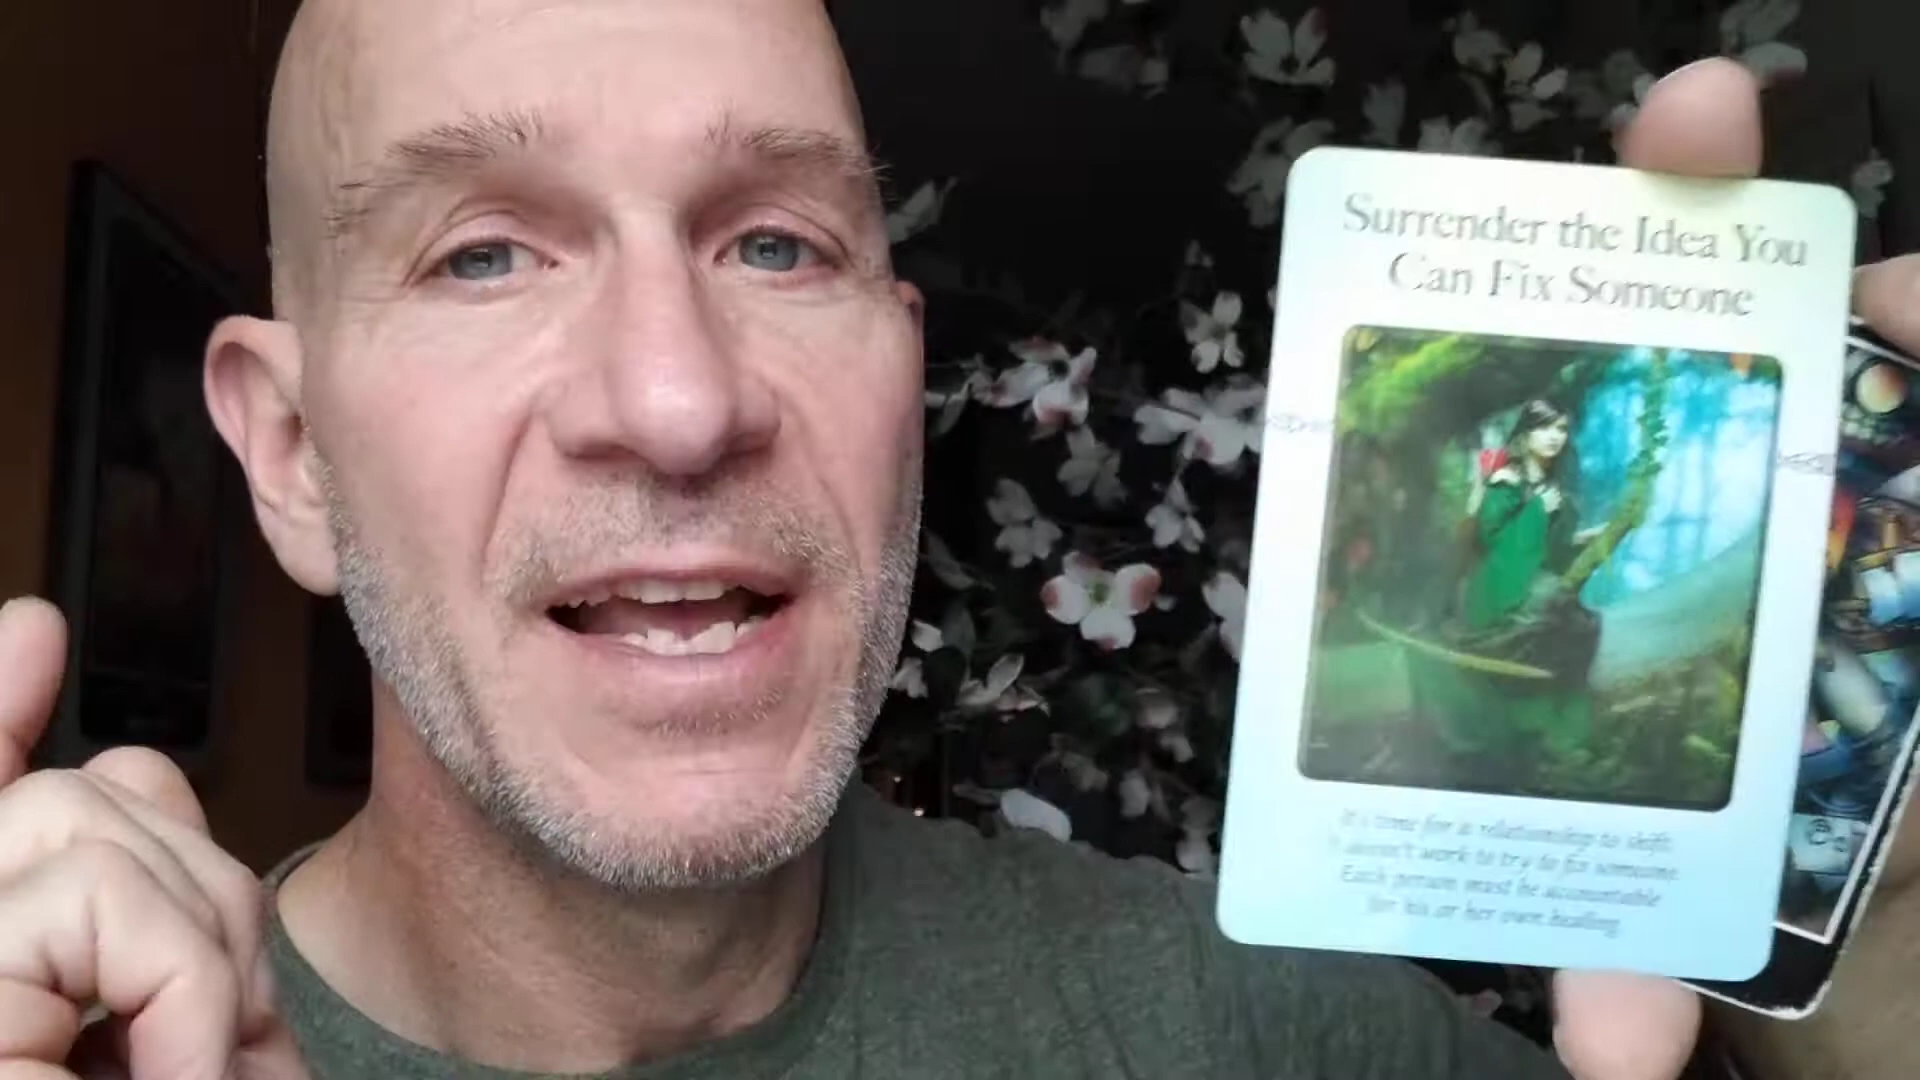 Surrender the Idea You
Can Fix Someone
It's time for a relationship to shift.
It doesn't work to try to fix someone
Each person must be accountable
for his or her own healing